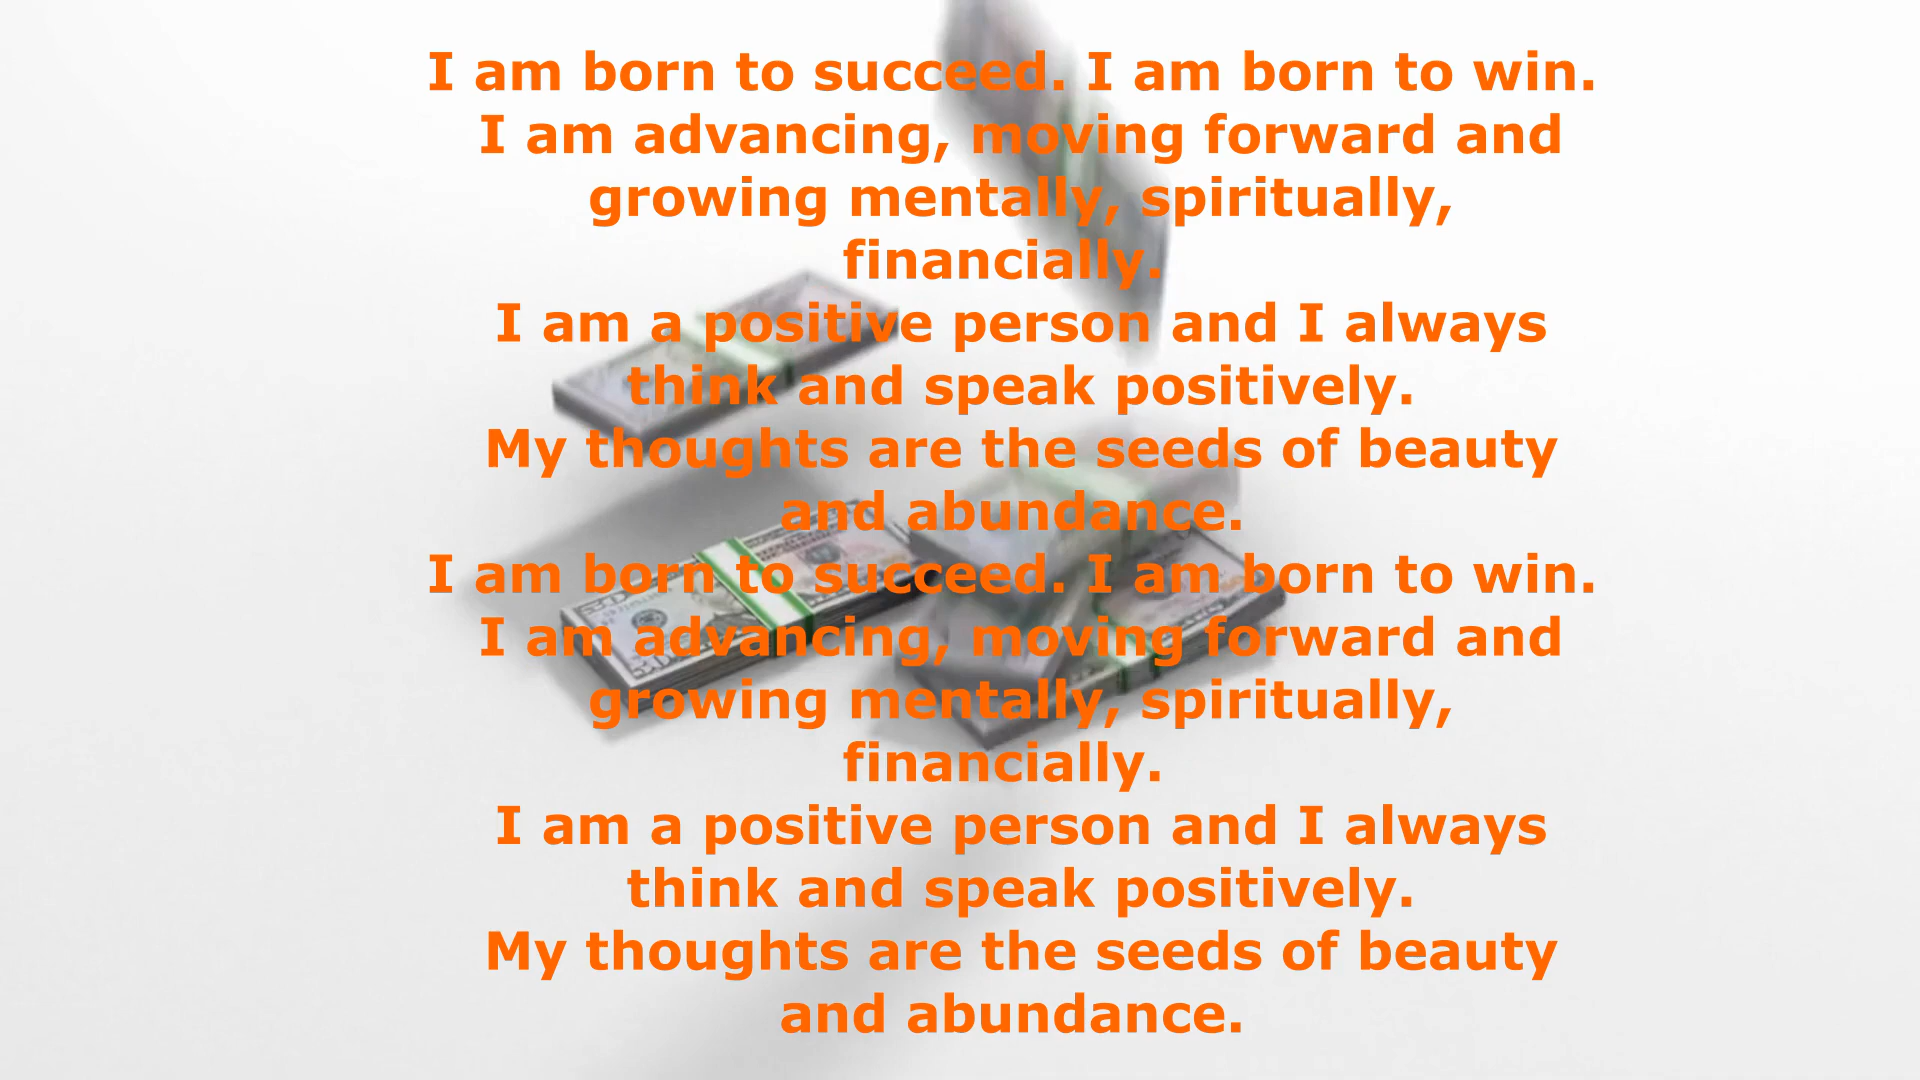 I am born to succeed. I am born to win.
I am advancing, moving forward and
growing mentally, spiritually,
financially.
I am a positive person and I always
think and speak positively.
My thoughts are the seeds of beauty
and abundance.
I am born to succeed. I am born to win.
I am advancing, moving forward and
growing mentally, spiritually,
financially.
I am a positive person and I always
think and speak positively.
My thoughts are the seeds of beauty
and abundance.